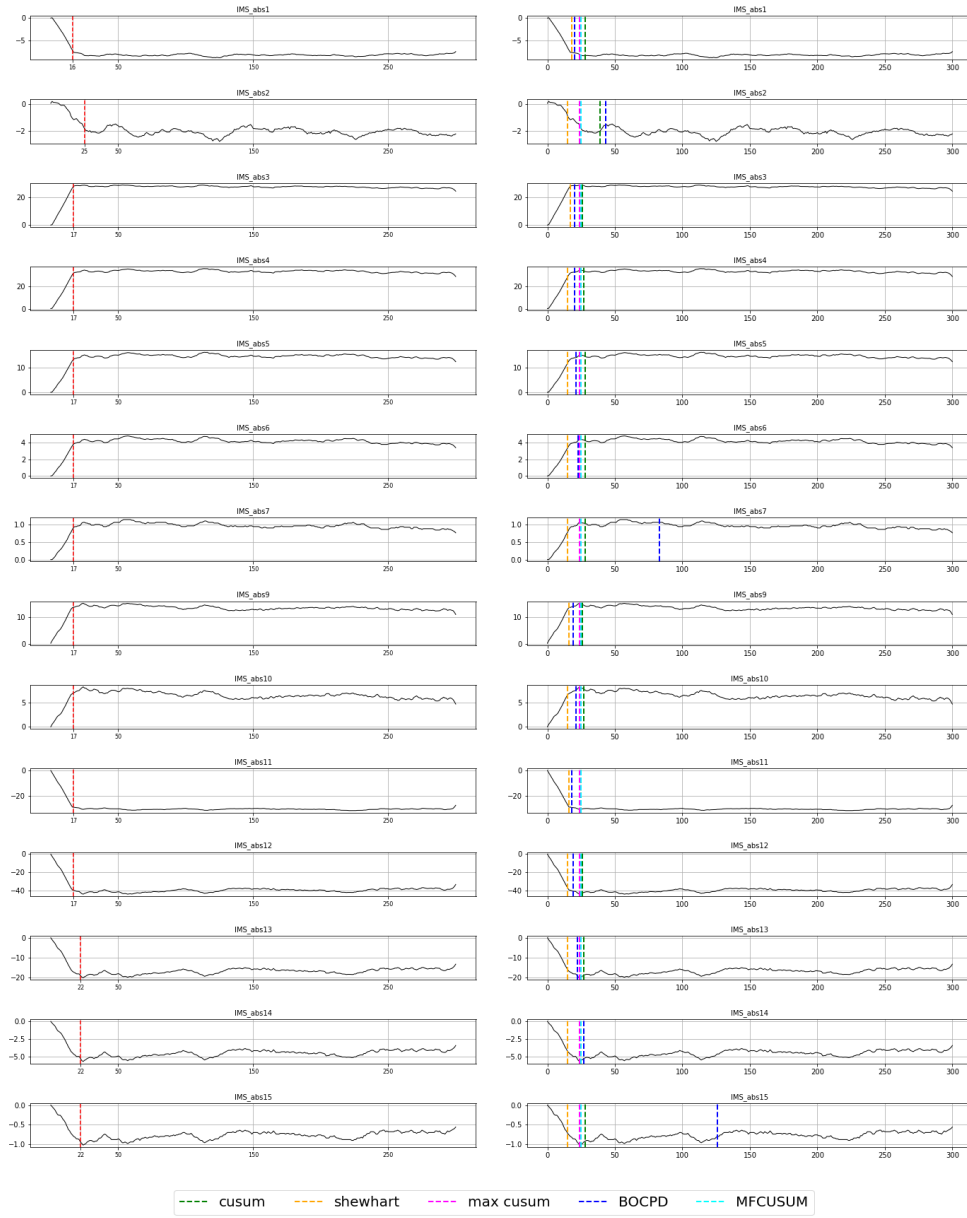 IMS_abs1 IMS_abs1
0 0
−5 −5
16 50 150 250 0 50 100 150 200 250 300
IMS_abs2 IMS_abs2
0 0
−2 −2
25 50 150 250 0 50 100 150 200 250 300
IMS_abs3 IMS_abs3
20 20
0 0
17 50 150 250 0 50 100 150 200 250 300
IMS_abs4 IMS_abs4
20 20
0 0
17 50 150 250 0 50 100 150 200 250 300
IMS_abs5 IMS_abs5
10 10
0 0
17 50 150 250 0 50 100 150 200 250 300
IMS_abs6 IMS_abs6
4 4
2 2
0 0
17 50 150 250 0 50 100 150 200 250 300
IMS_abs7 IMS_abs7
1.0 1.0
0.5 0.5
0.0 0.0
17 50 150 250 0 50 100 150 200 250 300
IMS_abs9 IMS_abs9
10 10
0 0
17 50 150 250 0 50 100 150 200 250 300
IMS_abs10 IMS_abs10
5 5
0 0
17 50 150 250 0 50 100 150 200 250 300
IMS_abs11 IMS_abs11
0 0
−20 −20
17 50 150 250 0 50 100 150 200 250 300
IMS_abs12 IMS_abs12
0 0
−20 −20
−40 −40
17 50 150 250 0 50 100 150 200 250 300
IMS_abs13 IMS_abs13
0 0
−10 −10
−20 −20
22 50 150 250 0 50 100 150 200 250 300
IMS_abs14 IMS_abs14
0.0 0.0
−2.5 −2.5
−5.0 −5.0
22 50 150 250 0 50 100 150 200 250 300
IMS_abs15 IMS_abs15
0.0 0.0
−0.5 −0.5
−1.0 −1.0
22 50 150 250 0 50 100 150 200 250 300
cusum shewhart max cusum BOCPD MFCUSUM